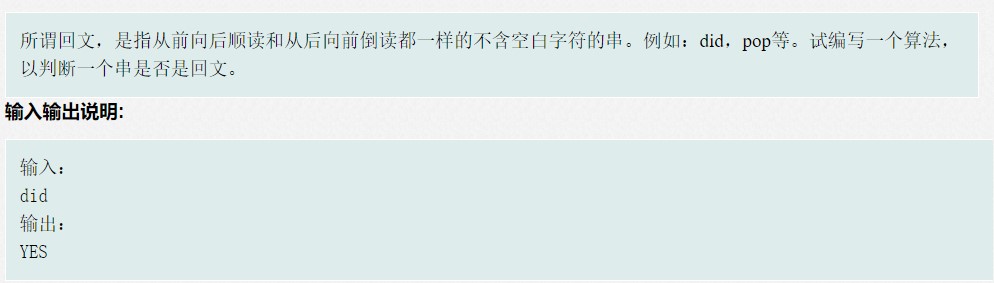 所谓回文，是指从前向后顺读和从后向前倒读都一样的不含空白字符的串。例如：did，pop等。试编写一个算法，
以判断一个串是否是回文。
输入输出说明:
输入：
did
输出：
YES